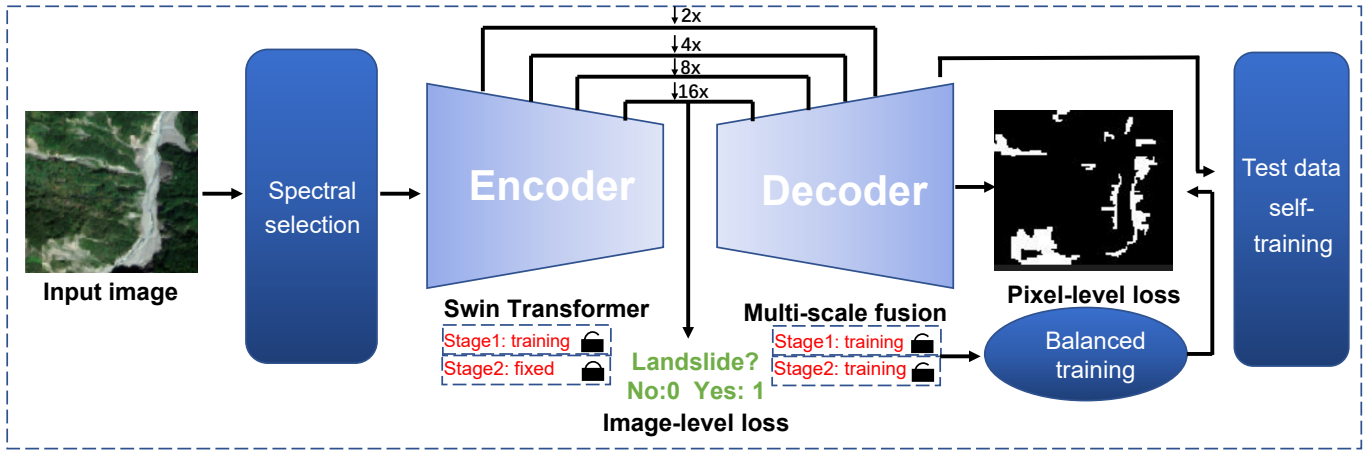 ↓2x
↓4x
↓8x
↓16x
Input image
Spectral
selection
Encoder
Swin Transformer
Stage1: training
Stage2: fixed
Landslide?
No:0 Yes: 1
Image-level loss
Decoder
Multi-scale fusion
Stage1: training
Stage2: training
Pixel-level loss
Balanced
training
Test data
self-
training